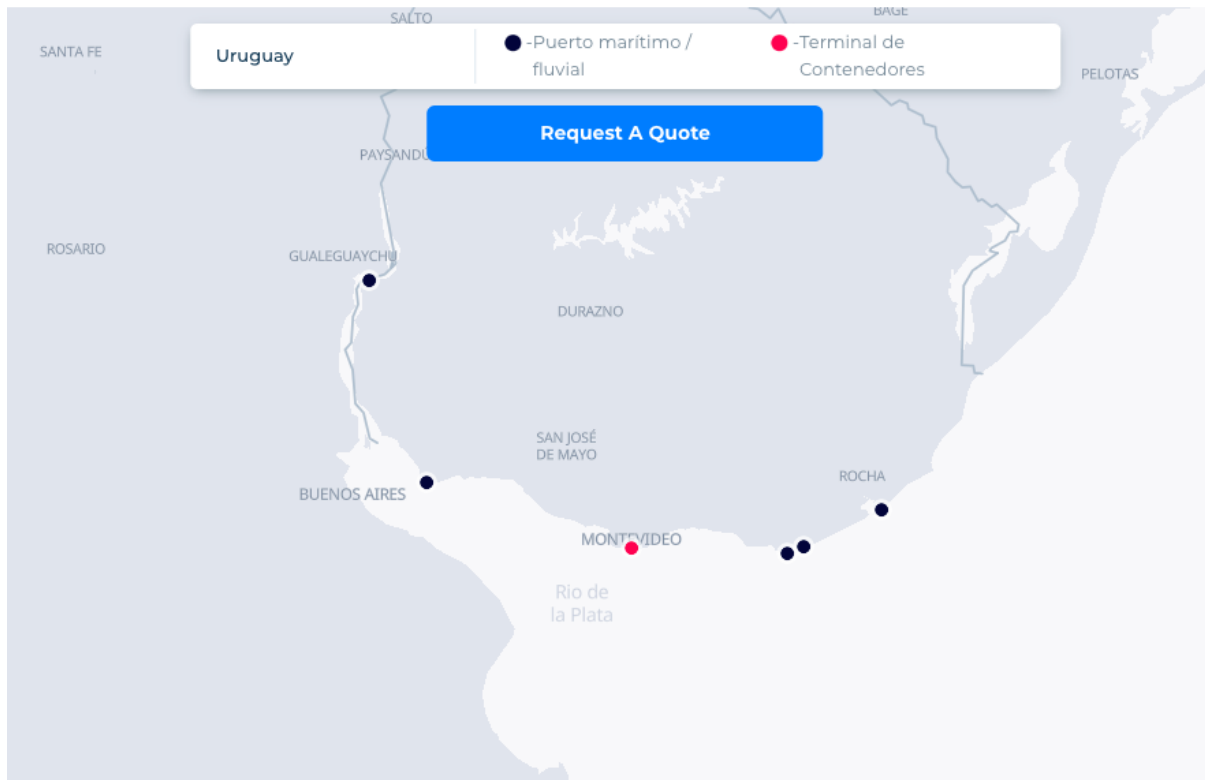 SALTO
BAGE
SANTA FE
Uruguay
-Puerto marítimo /
fluvial
-Terminal de
Contenedores
PELOTAS
Request A Quote
PAYSANDÚ
ROSARIO
GUALEGUAYCHU
DURAZNO
SAN JOSÉ
DE MAYO
ROCHA
BUENOS AIRES
MONTEVIDEO
Rio de
la Plata